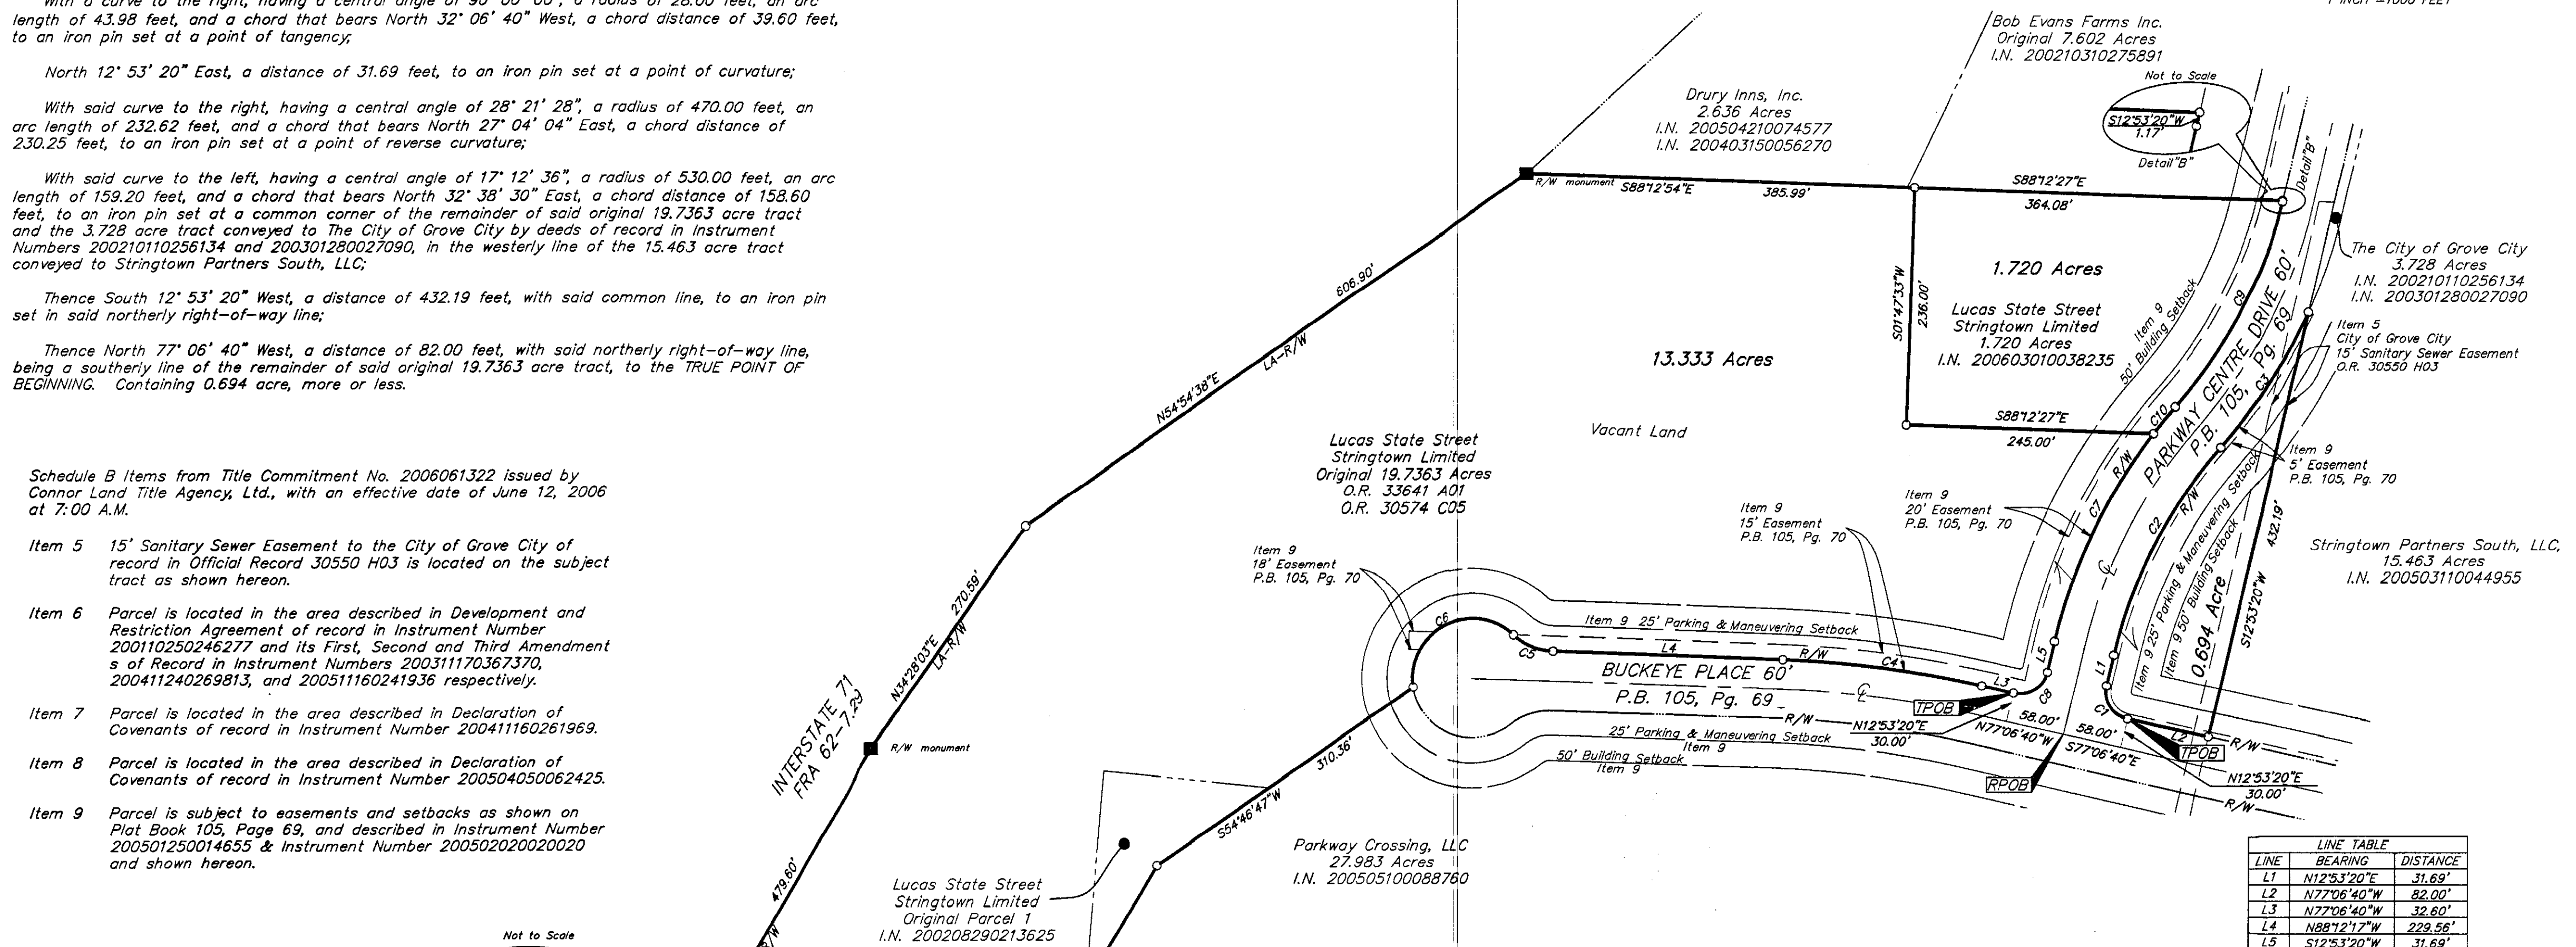 With a curve to the right, having a central angle of 90° 00' 00", a radius of 28.00 feet, an arc
length of 43.98 feet, and a chord that bears North 32° 06' 40" West, a chord distance of 39.60 feet,
to an iron pin set at a point of tangency;
North 12° 53' 20" East, a distance of 31.69 feet, to an iron pin set at a point of curvature;
With said curve to the right, having a central angle of 28° 21' 28", a radius of 470.00 feet, an
arc length of 232.62 feet, and a chord that bears North 27° 04' 04" East, a chord distance of
230.25 feet, to an iron pin set at a point of reverse curvature;
With said curve to the left, having a central angle of 17° 12' 36", a radius of 530.00 feet, an arc
length of 159.20 feet, and a chord that bears North 32° 38' 30" East, a chord distance of 158.60
feet, to an iron pin set at a common corner of the remainder of said original 19.7363 acre tract
and the 3.728 acre tract conveyed to The City of Grove City by deeds of record in Instrument
Numbers 200210110256134 and 200301280027090, in the westerly line of the 15.463 acre tract
conveyed to Stringtown Partners South, LLC;
Thence South 12° 53' 20" West, a distance of 432.19 feet, with said common line, to an iron pin
set in said northerly right-of-way line;
Thence North 77° 06' 40" West, a distance of 82.00 feet, with said northerly right-of-way line,
being a southerly line of the remainder of said original 19.7363 acre tract, to the TRUE POINT OF
BEGINNING. Containing 0.694 acre, more or less.
Schedule B Items from Title Commitment No. 2006061322 issued by
Connor Land Title Agency, Ltd., with an effective date of June 12, 2006
at 7:00 A.M.
Item 5 15' Sanitary Sewer Easement to the City of Grove City of
record in Official Record 30550 H03 is located on the subject
tract as shown hereon.
Item 6 Parcel is located in the area described in Development and
Restriction Agreement of record in Instrument Number
200110250246277 and its First, Second and Third Amendment
s of Record in Instrument Numbers 200311170367370,
200411240269813, and 200511160241936 respectively.
Item 7 Parcel is located in the area described in Declaration of
Covenants of record in Instrument Number 200411160261969.
Item 8 Parcel is located in the area described in Declaration of
Covenants of record in Instrument Number 200504050062425.
Item 9 Parcel is subject to easements and setbacks as shown on
Plat Book 105, Page 69, and described in Instrument Number
200501250014655 & Instrument Number 200502020020020
and shown hereon.
Not to Scale
1 INCH =1000 FEET
Bob Evans Farms Inc.
Original 7.602 Acres
I.N. 200210310275891
Drury Inns, Inc.
2.636 Acres
I.N. 200504210074577
I.N. 200403150056270
Not to Scale
S12°53'20"W
1.17'
Detail"B"
Detail"B"
R/W monument
S88°12'54"E
385.99'
S88°12'27"E
364.08'
The City of Grove City
3.728 Acres
I.N. 200210110256134
I.N. 200301280027090
606.90'
LA-R/W
N54°54'38"E
S01°47'33"W
236.00'
1.720 Acres
Lucas State Street
Stringtown Limited
1.720 Acres
I.N. 200603010038235
Item 9
50' Building Setback
C9
PARKWAY CENTRE DRIVE 60'
P.B. 105, Pg. 69
C3
Item 5
City of Grove City
15' Sanitary Sewer Easement
O.R. 30550 H03
13.333 Acres
Vacant Land
S88°12'27"E
245.00'
C10
R/W
C7
Lucas State Street
Stringtown Limited
Original 19.7363 Acres
O.R. 33641 A01
O.R. 30574 C05
Item 9
5' Easement
P.B. 105, Pg. 70
Item 9
20' Easement
P.B. 105, Pg. 70
Item 9
15' Easement
P.B. 105, Pg. 70
Item 9
18' Easement
P.B. 105, Pg. 70
R/W
C2
Item 9 25' Parking & Maneuvering Setback
Item 9 50' Building Setback
0.694 Acre
432.19'
S12°53'20"W
Stringtown Partners South, LLC,
15.463 Acres
I.N. 200503110044955
270.59'
N34°28'03"E
LA-R/W
INTERSTATE 71
FRA 62-7.29
R/W monument
479.60'
R/W
C6
C5
Item 9 25' Parking & Maneuvering Setback
L4
R/W
C4
L3
L5
C8
L1
C1
L2
BUCKEYE PLACE 60'
P.B. 105, Pg. 69
TPOB
R/W
N12°53'20"E
30.00'
58.00'
N77°06'40"W
58.00'
S77°06'40"E
TPOB
R/W
RPOB
N12°53'20"E
30.00'
R/W
25' Parking & Maneuvering Setback
Item 9
50' Building Setback
Item 9
310.36'
S54°46'47"W
Parkway Crossing, LLC
27.983 Acres
I.N. 200505100088760
Lucas State Street
Stringtown Limited
Original Parcel 1
I.N. 200208290213625
LINE TABLE
LINE BEARING DISTANCE
L1 N12°53'20"E 31.69'
L2 N77°06'40"W 82.00'
L3 N77°06'40"W 32.60'
L4 N88°12'17"W 229.56'
L5 S12°53'20"W 31.69'